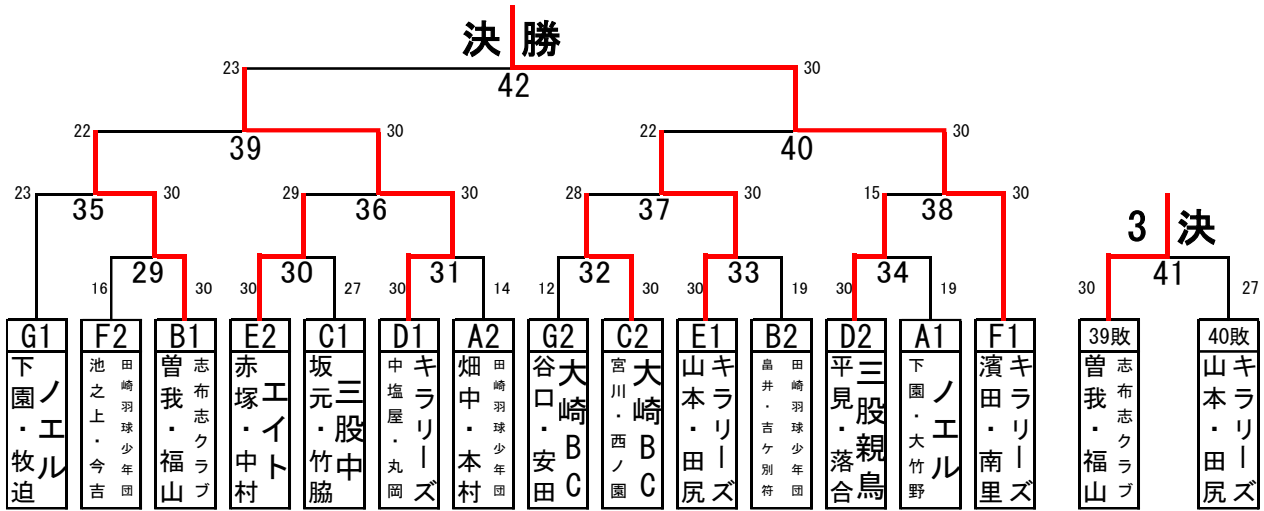 決勝
23 30
42
22 30 22 30
39 40
23 30 29 30 28 30 15 30
35 36 37 38
3決
29 30 31 32 33 34 41
16 30 30 27 30 14 12 30 30 19 30 19 30 27
G1 F2 B1 E2 C1 D1 A2 G2 C2 E1 B2 D2 A1 F1 39敗 40敗
ノエル
下園・牧迫
田崎羽球少年団
池之上・今吉
志布志クラブ
曽我・福山
エイト
赤塚・中村
三股中
坂元・竹脇
キラリーズ
中塩屋・丸岡
田崎羽球少年団
畑中・本村
大崎BC
谷口・安田
大崎BC
宮川・西ノ園
キラリーズ
山本・田尻
田崎羽球少年団
畠井・吉ケ別符
三股親鳥
平見・落合
ノエル
下園・大竹野
キラリーズ
濱田・南里
志布志クラブ
曽我・福山
キラリーズ
山本・田尻